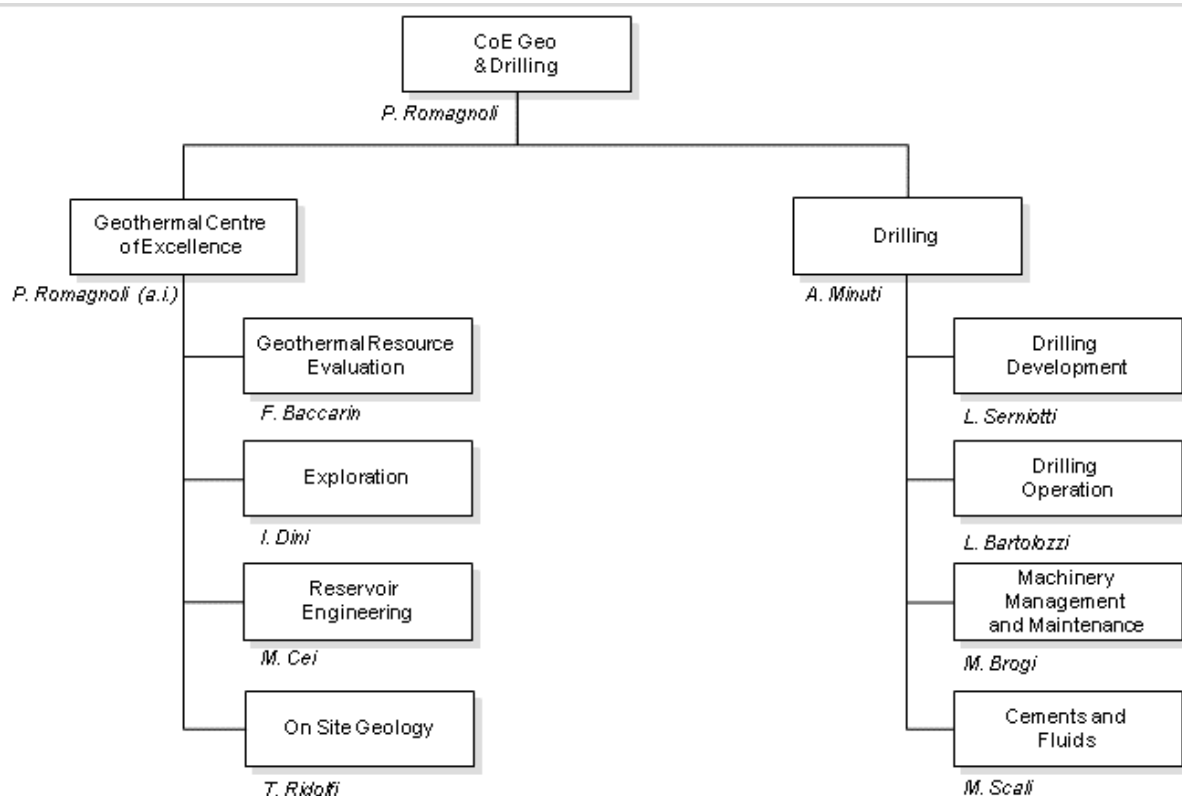 CoE Geo
& Drilling
P. Romagnoli
Geothermal Centre
of Excellence
P. Romagnoli (a.i.)
Geothermal Resource
Evaluation
F. Baccarin
Exploration
I. Dini
Reservoir
Engineering
M. Cei
On Site Geology
T. Ridolfi
Drilling
A. Minuti
Drilling
Development
L. Serniotti
Drilling
Operation
L. Bartolozzi
Machinery
Management
and Maintenance
M. Brogi
Cements and
Fluids
M. Scali